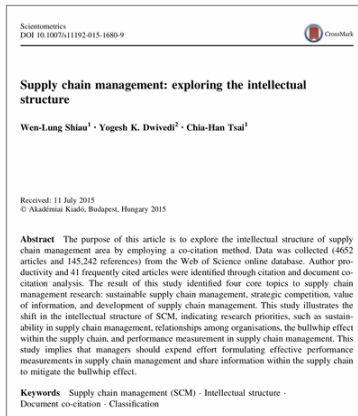 Scientometrics
DOI 10.1007/s11192-015-1680-9
CrossMark
Supply chain management: exploring the intellectual
structure
Wen-Lung Shiau1 · Yogesh K. Dwivedi2 · Chia-Han Tsai1
Received: 11 July 2015
© Akadémiai Kiadó, Budapest, Hungary 2015
Abstract The purpose of this article is to explore the intellectual structure of supply
chain management area by employing a co-citation method. Data was collected (4652
articles and 145,242 references) from the Web of Science online database. Author pro-
ductivity and 41 frequently cited articles were identified through citation and document co-
citation analysis. The result of this study identified four core topics to supply chain
management research: sustainable supply chain management, strategic competition, value
of information, and development of supply chain management. This study illustrates the
shift in the intellectual structure of SCM, indicating research priorities, such as sustain-
ability in supply chain management, relationships among organisations, the bullwhip effect
within the supply chain, and performance measurement in supply chain management. This
study implies that managers should expend effort formulating effective performance
measurements in supply chain management and share information within the supply chain
to mitigate the bullwhip effect.
Keywords Supply chain management (SCM) · Intellectual structure ·
Document co-citation · Classification